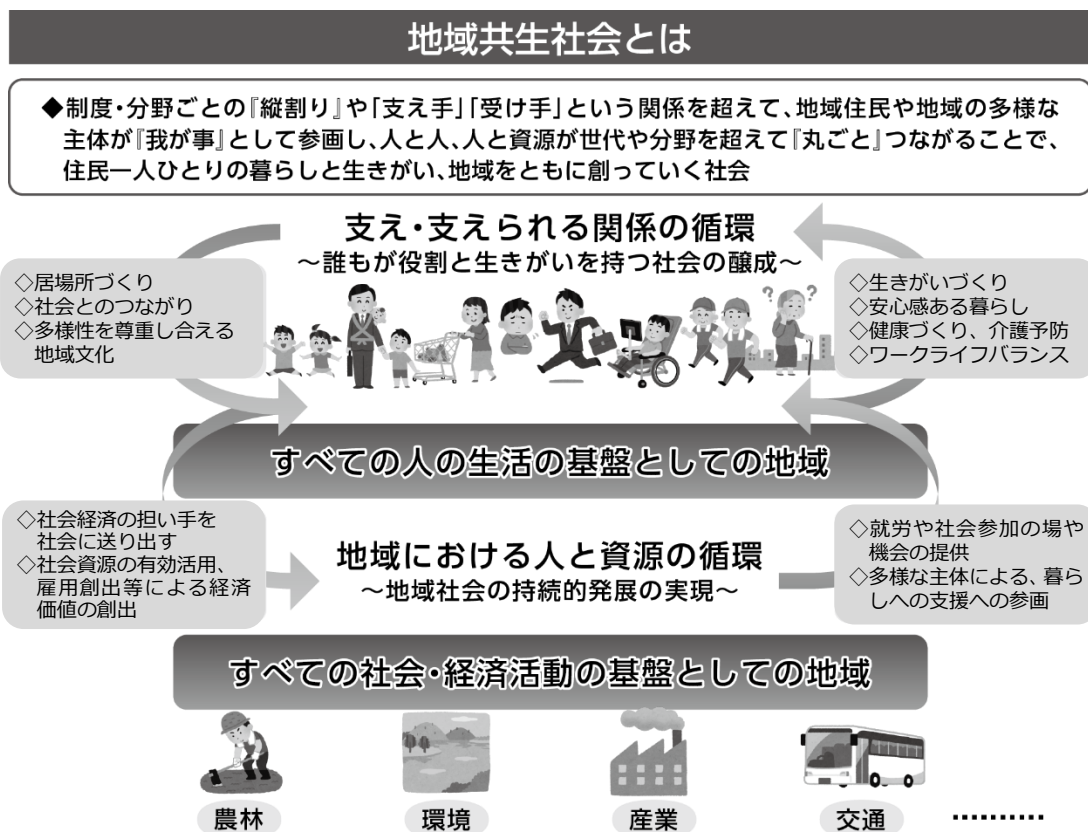 地域共生社会とは
◆制度・分野ごとの『縦割り』や「支え手」「受け手」という関係を超えて、地域住民や地域の多様な
主体が『我が事』として参画し、人と人、人と資源が世代や分野を超えて『丸ごと』つながることで、
住民一人ひとりの暮らしと生きがい、地域をともに創っていく社会
支え・支えられる関係の循環
～誰もが役割と生きがいを持つ社会の醸成～
◇居場所づくり
◇社会とのつながり
◇多様性を尊重し合える
地域文化
◇生きがいづくり
◇安心感ある暮らし
◇健康づくり、介護予防
◇ワークライフバランス
? ?
すべての人の生活の基盤としての地域
◇社会経済の担い手を
社会に送り出す
◇社会資源の有効活用、
雇用創出等による経済
価値の創出
地域における人と資源の循環
～地域社会の持続的発展の実現～
◇就労や社会参加の場や
機会の提供
◇多様な主体による、暮ら
しへの支援への参画
すべての社会・経済活動の基盤としての地域
農林
環境
産業
交通
‥‥‥‥‥